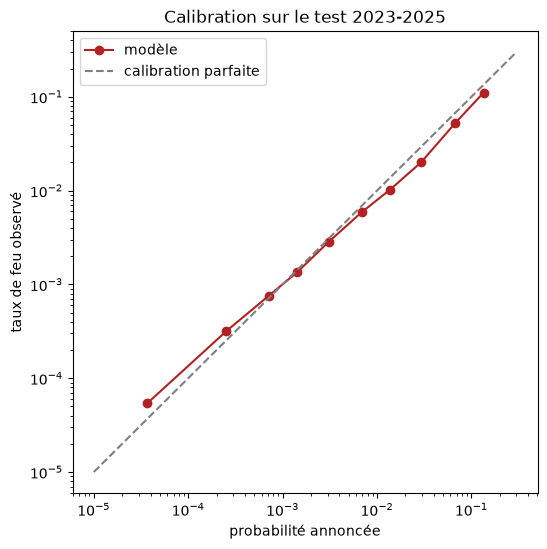 Calibration sur le test 2023-2025
modèle
calibration parfaite
taux de feu observé
10⁻¹
10⁻²
10⁻³
10⁻⁴
10⁻⁵
10⁻⁵ 10⁻⁴ 10⁻³ 10⁻² 10⁻¹
probabilité annoncée